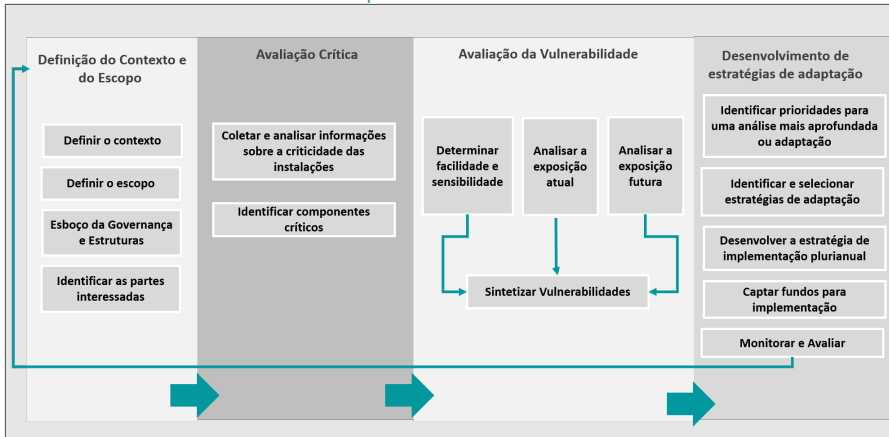 Definição do Contexto e
do Escopo
Definir o contexto
Definir o escopo
Esboço da Governança
e Estruturas
Identificar as partes
interessadas
Avaliação Crítica
Coletar e analisar informações
sobre a criticidade das
instalações
Identificar componentes
críticos
Avaliação da Vulnerabilidade
Determinar
facilidade e
sensibilidade
Analisar a
exposição
atual
Analisar a
exposição
futura
Sintetizar Vulnerabilidades
Desenvolvimento de
estratégias de adaptação
Identificar prioridades para
uma análise mais aprofundada
ou adaptação
Identificar e selecionar
estratégias de adaptação
Desenvolver a estratégia de
implementação plurianual
Captar fundos para
implementação
Monitorar e Avaliar